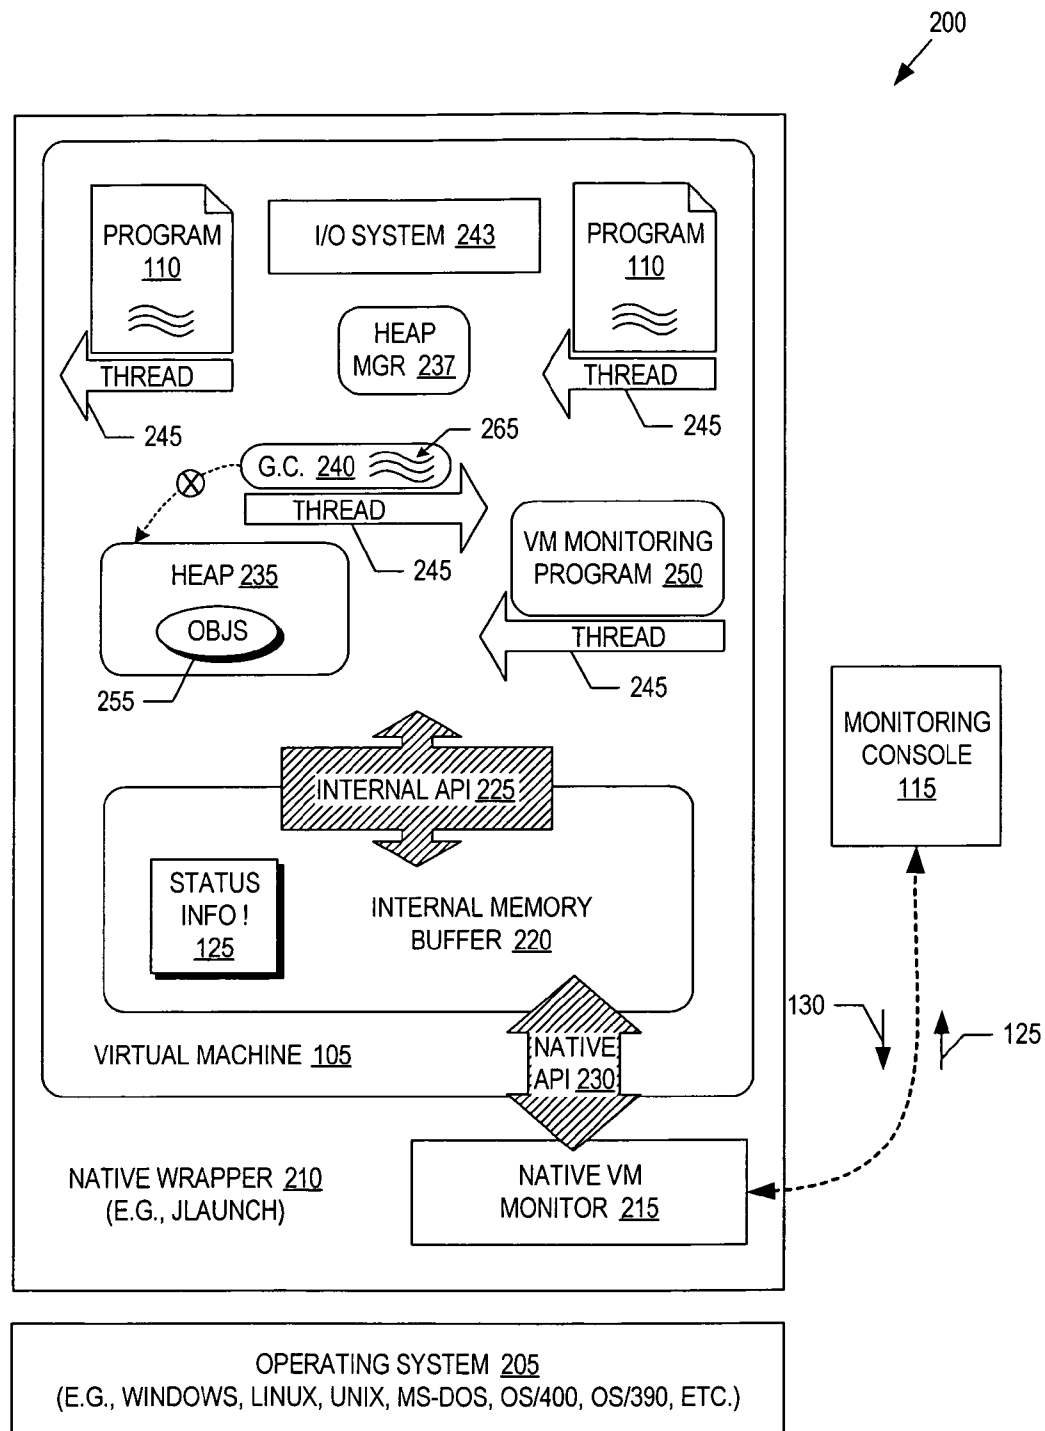 200
PROGRAM
110
I/O SYSTEM 243
PROGRAM
110
HEAP
MGR 237
THREAD
THREAD
245
245
265
G.C. 240
THREAD
245
VM MONITORING
PROGRAM 250
HEAP 235
OBJS
THREAD
255
245
MONITORING
CONSOLE
115
INTERNAL API 225
STATUS
INFO !
125
INTERNAL MEMORY
BUFFER 220
130
125
VIRTUAL MACHINE 105
NATIVE
API 230
NATIVE WRAPPER 210
(E.G., JLAUNCH)
NATIVE VM
MONITOR 215
OPERATING SYSTEM 205
(E.G., WINDOWS, LINUX, UNIX, MS-DOS, OS/400, OS/390, ETC.)